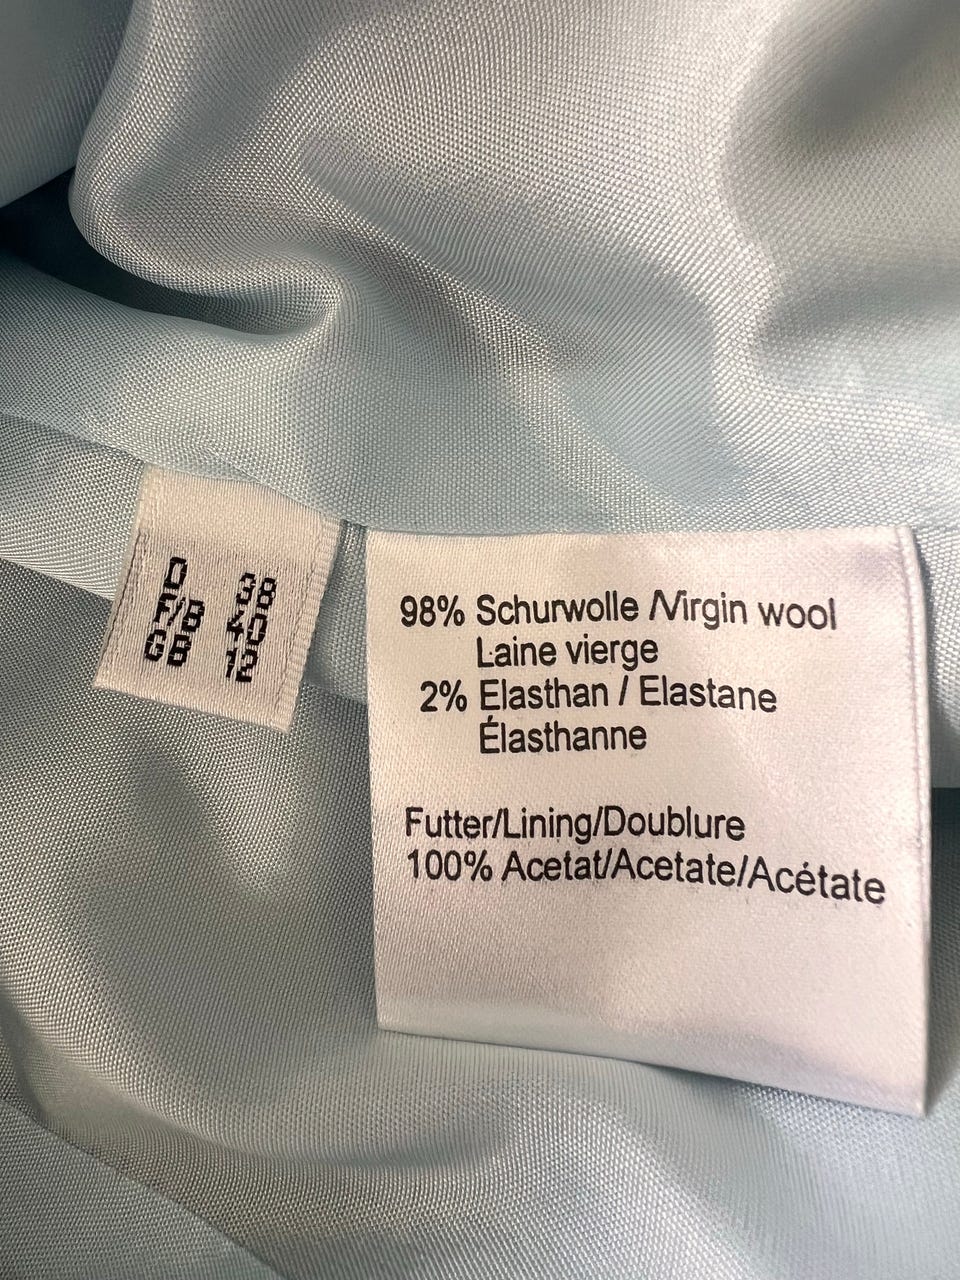 D 38
F/B 40
GB 12
98% Schurwolle /Virgin wool
Laine vierge
2% Elasthan / Elastane
Élasthanne
Futter/Lining/Doublure
100% Acetat/Acetate/Acétate